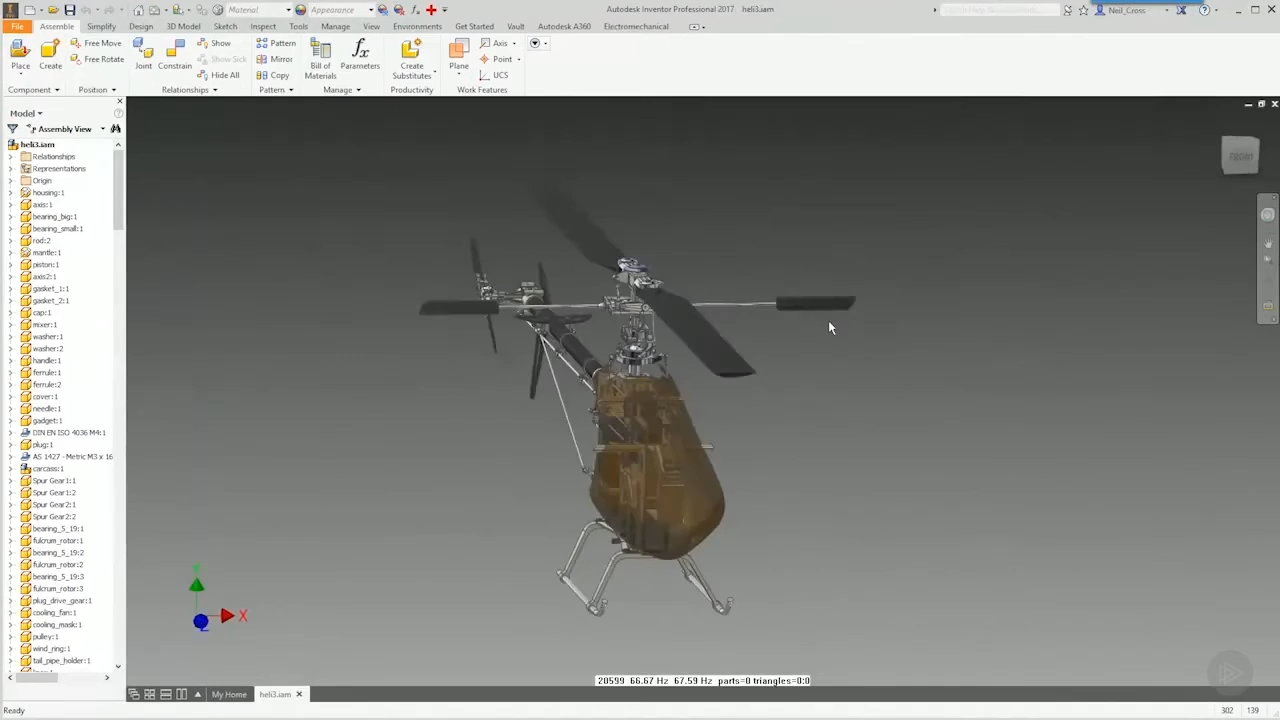 Material
Appearance
Autodesk Inventor Professional 2017 heli3.iam
Neil_Cross
File Assemble Simplify Design 3D Model Sketch Inspect Tools Manage View Environments Get Started Vault Autodesk A360 Electromechanical
Place
Create
Free Move
Free Rotate
Joint
Constrain
Show
Show Sick
Hide All
Pattern
Mirror
Copy
Bill of
Materials
Parameters
Create
Substitutes
Plane
Axis
Point
UCS
Component Position Relationships Pattern Manage Productivity Work Features
Model
Assembly View
heli3.iam
Relationships
Representations
Origin
housing:1
axis:1
bearing_big:1
bearing_small:1
rod:2
mantle:1
piston:1
axis2:1
gasket_1:1
gasket_2:1
cap:1
mixer:1
washer:1
washer:2
handle:1
ferrule:1
ferrule:2
cover:1
needle:1
gadget:1
DIN EN ISO 4036 M4:1
plug:1
AS 1427 - Metric M3 x 16
carcass:1
Spur Gear1:1
Spur Gear1:2
Spur Gear2:1
Spur Gear2:2
bearing_5_19:1
fulcrum_rotor:1
bearing_5_19:2
fulcrum_rotor:2
bearing_5_19:3
fulcrum_rotor:3
plug_drive_gear:1
cooling_fan:1
cooling_mask:1
pulley:1
wind_ring:1
tail_pipe_holder:1
FRONT
Y
X
Z
20599 66.67 Hz 67.59 Hz parts=0 triangles=0:0
My Home
heli3.iam
Ready
302 139